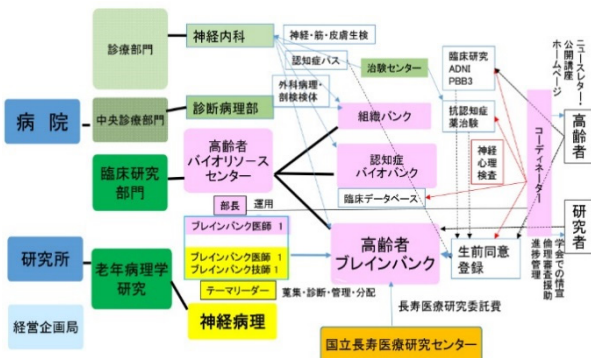 診療部門
神経内科
神経・筋・皮膚生検
認知症パス
外科病理・
剖検検体
治験センター
臨床研究
ADNI
PBB3
抗認知症
薬治験
神経
心理
検査
コーディネーター
ニュースレター・
公開講座
ホームページ
高齢者
病 院
中央診療部門
診断病理部
組織バンク
臨床研究
部門
高齢者
バイオリソース
センター
認知症
バイオバンク
臨床データベース
部長
運用
ブレインバンク医師 1
ブレインバンク医師 1
ブレインバンク技師 1
テーマリーダー
蒐集・診断・管理・分配
高齢者
ブレインバンク
生前同意
登録
研究者
学会での情宣
倫理審査援助
進捗管理
研究所
老年病理学
研究
神経病理
経営企画局
長寿医療研究委託費
国立長寿医療研究センター